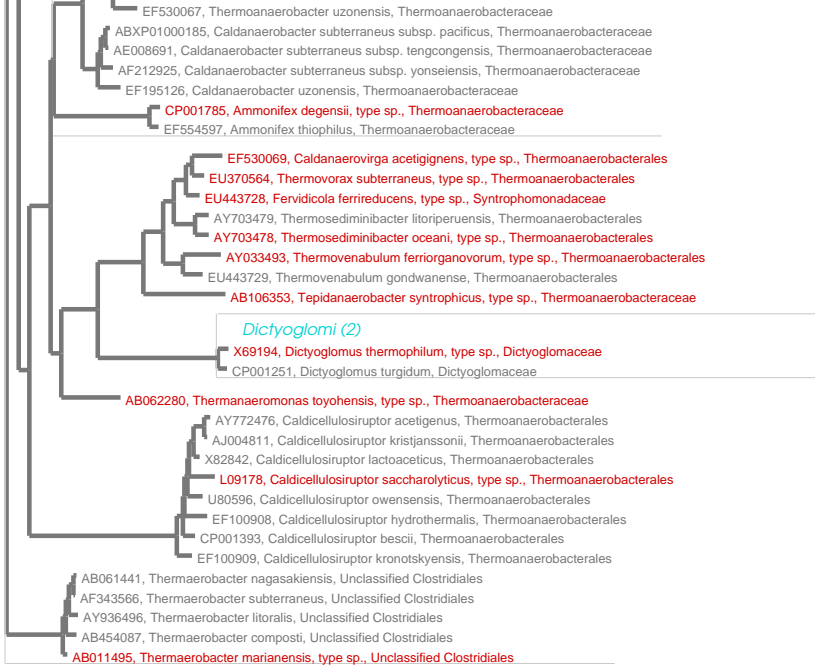 EF530067, Thermoanaerobacter uzonensis, Thermoanaerobacteraceae
ABXP01000185, Caldanaerobacter subterraneus subsp. pacificus, Thermoanaerobacteraceae
AE008691, Caldanaerobacter subterraneus subsp. tengcongensis, Thermoanaerobacteraceae
AF212925, Caldanaerobacter subterraneus subsp. yonseiensis, Thermoanaerobacteraceae
EF195126, Caldanaerobacter uzonensis, Thermoanaerobacteraceae
CP001785, Ammonifex degensii, type sp., Thermoanaerobacteraceae
EF554597, Ammonifex thiophilus, Thermoanaerobacteraceae
EF530069, Caldanaerovirga acetigignens, type sp., Thermoanaerobacterales
EU370564, Thermovorax subterraneus, type sp., Thermoanaerobacterales
EU443728, Fervidicola ferrireducens, type sp., Syntrophomonadaceae
AY703479, Thermosediminibacter litoriperuensis, Thermoanaerobacterales
AY703478, Thermosediminibacter oceani, type sp., Thermoanaerobacterales
AY033493, Thermovenabulum ferriorganovorum, type sp., Thermoanaerobacterales
EU443729, Thermovenabulum gondwanense, Thermoanaerobacterales
AB106353, Tepidanaerobacter syntrophicus, type sp., Thermoanaerobacteraceae
Dictyoglomi (2)
X69194, Dictyoglomus thermophilum, type sp., Dictyoglomaceae
CP001251, Dictyoglomus turgidum, Dictyoglomaceae
AB062280, Thermanaeromonas toyohensis, type sp., Thermoanaerobacteraceae
AY772476, Caldicellulosiruptor acetigenus, Thermoanaerobacterales
AJ004811, Caldicellulosiruptor kristjanssonii, Thermoanaerobacterales
X82842, Caldicellulosiruptor lactoaceticus, Thermoanaerobacterales
L09178, Caldicellulosiruptor saccharolyticus, type sp., Thermoanaerobacterales
U80596, Caldicellulosiruptor owensensis, Thermoanaerobacterales
EF100908, Caldicellulosiruptor hydrothermalis, Thermoanaerobacterales
CP001393, Caldicellulosiruptor bescii, Thermoanaerobacterales
EF100909, Caldicellulosiruptor kronotskyensis, Thermoanaerobacterales
AB061441, Thermaerobacter nagasakiensis, Unclassified Clostridiales
AF343566, Thermaerobacter subterraneus, Unclassified Clostridiales
AY936496, Thermaerobacter litoralis, Unclassified Clostridiales
AB454087, Thermaerobacter composti, Unclassified Clostridiales
AB011495, Thermaerobacter marianensis, type sp., Unclassified Clostridiales